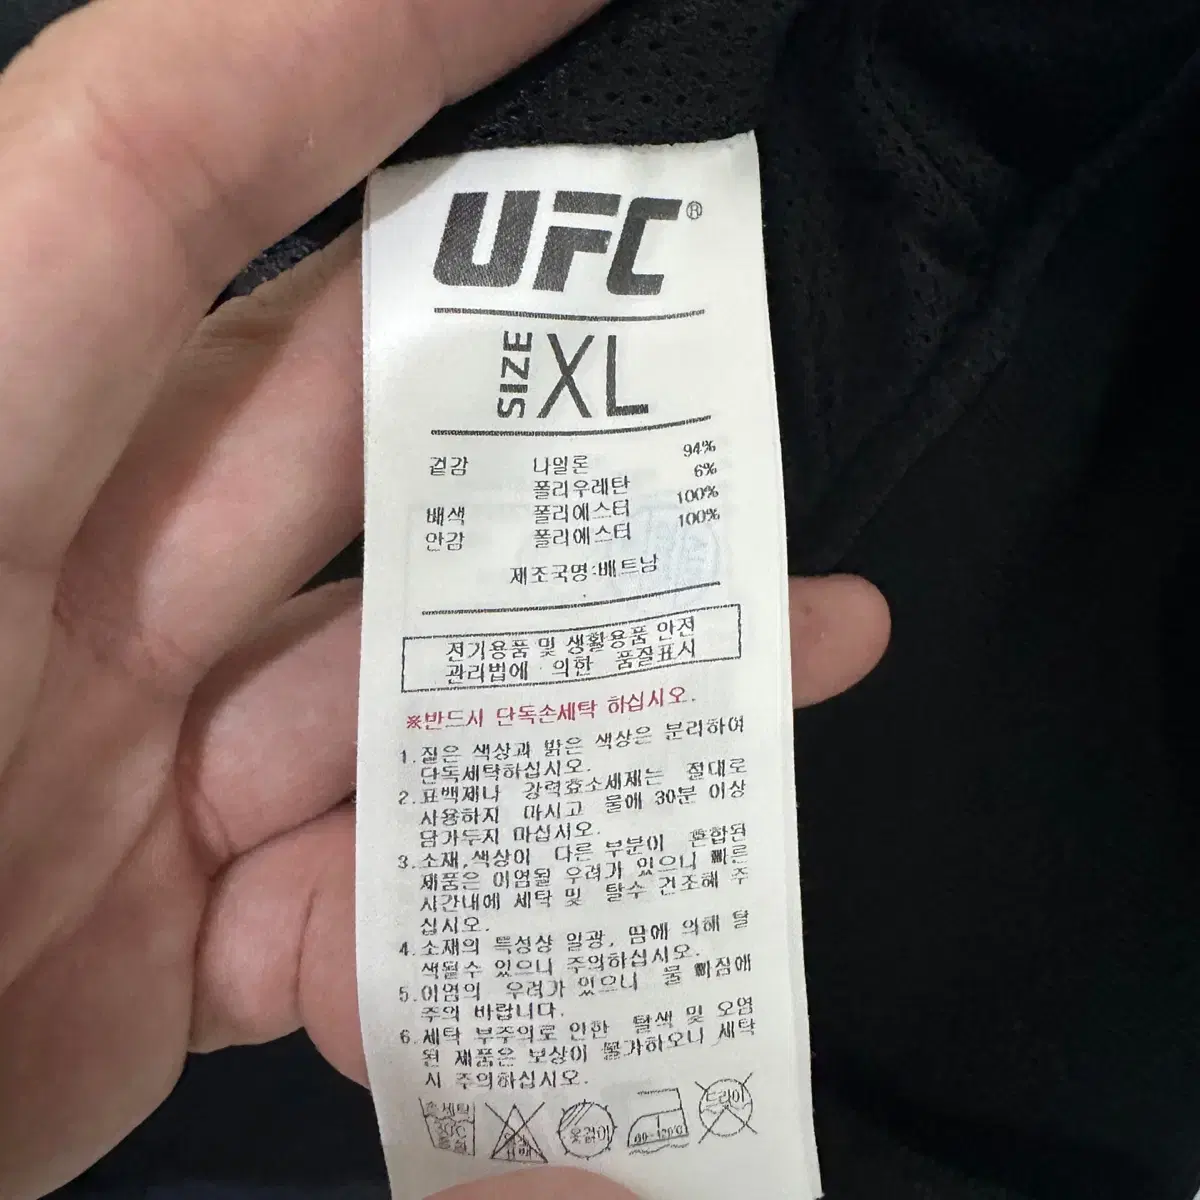 UFC®
SIZE XL
겉감 나일론 94%
폴리우레탄 6%
배색 폴리에스터 100%
안감 폴리에스터 100%
제조국명:베트남
전기용품 및 생활용품 안전
관리법에 의한 품질표시
※반드시 단독손세탁 하십시오.
1.짙은 색상과 밝은 색상은 분리하여
단독세탁하십시오.
2.표백제나 강력효소세제는 절대로
사용하지 마시고 물에 30분 이상
담가두지 마십시오.
3.소재,색상이 다른 부분이 혼합된
제품은 이염될 우려가 있으니 빠른
시간내에 세탁 및 탈수 건조해 주
십시오.
4.소재의 특성상 일광, 땀에 의해 탈
색될수 있으니 주의하십시오.
5.이염의 우려가 있으니 물 빠짐에
주의 바랍니다.
6.세탁 부주의로 인한 탈색 및 오염
된 제품은 보상이 불가하오니 세탁
시 주의하십시오.
손세탁 옷걸이 드라이
30℃